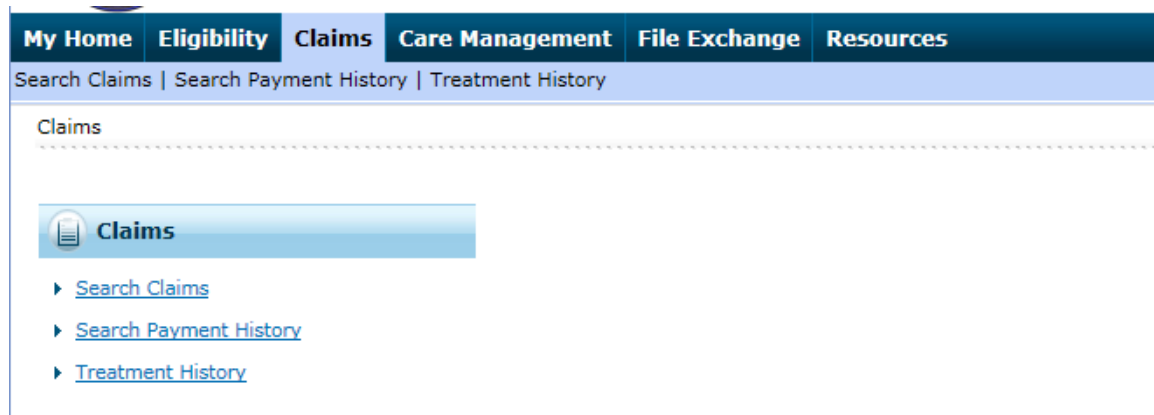 My Home Eligibility Claims Care Management File Exchange Resources
Search Claims | Search Payment History | Treatment History
Claims
Claims
Search Claims
Search Payment History
Treatment History